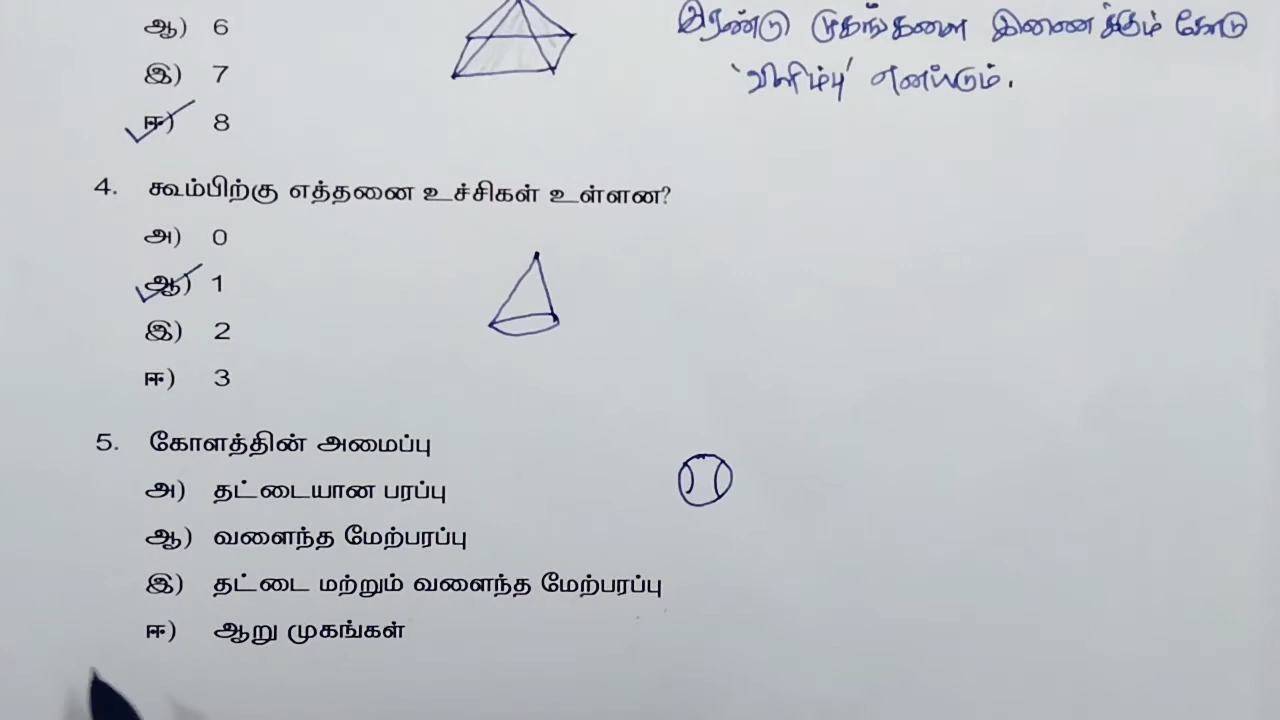 ஆ) 6
இரண்டு முகங்களை இணைக்கும் கோடு
'விளிம்பு' எனப்படும்.
இ) 7
ஈ) 8
4. கூம்பிற்கு எத்தனை உச்சிகள் உள்ளன?
அ) 0
ஆ) 1
இ) 2
ஈ) 3
5. கோளத்தின் அமைப்பு
அ) தட்டையான பரப்பு
ஆ) வளைந்த மேற்பரப்பு
இ) தட்டை மற்றும் வளைந்த மேற்பரப்பு
ஈ) ஆறு முகங்கள்